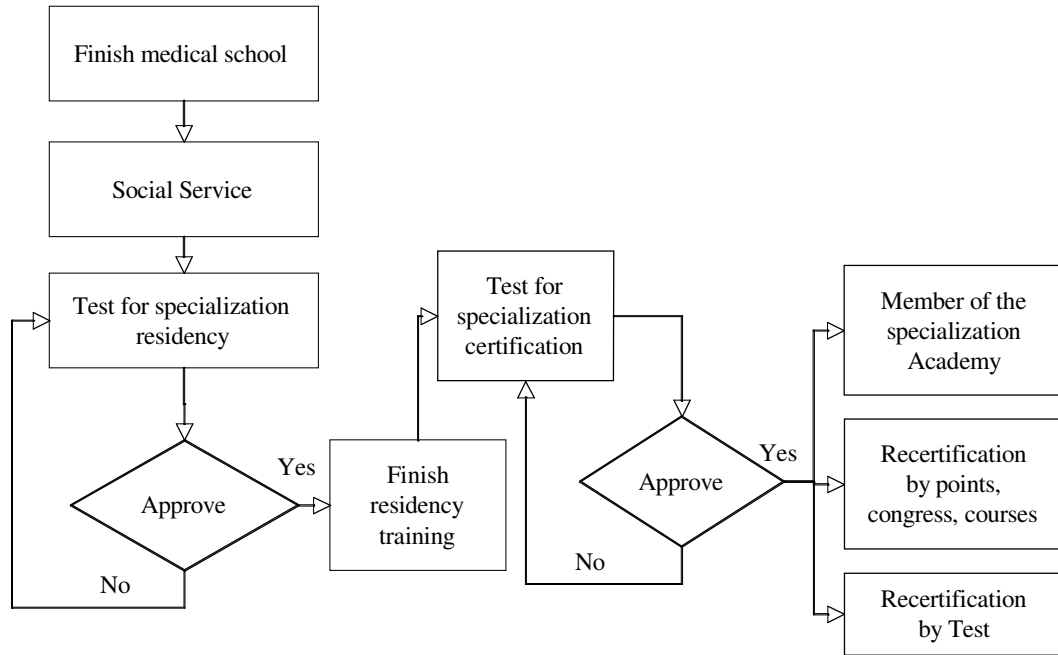 Finish medical school
Social Service
Test for specialization
residency
Approve
Yes
No
Finish
residency
training
Test for
specialization
certification
Approve
Yes
No
Member of the
specialization
Academy
Recertification
by points,
congress, courses
Recertification
by Test